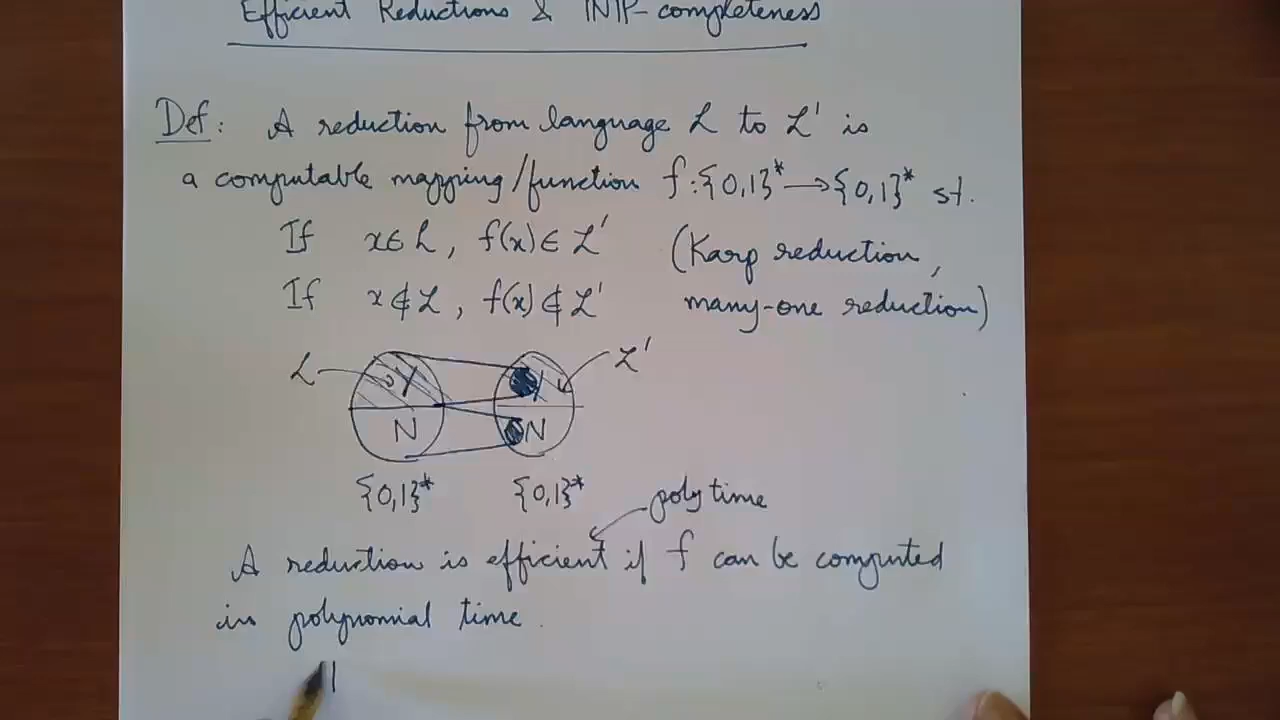 Efficient Reductions & NP-completeness
Def: A reduction from language L to L' is
a computable mapping/function f:{0,1}*→{0,1}* st.
If x∈L, f(x)∈L' (Karp reduction,
If x∉L, f(x)∉L' many-one reduction)
L Y Y L'
N N
{0,1}* {0,1}*
poly time
A reduction is efficient if f can be computed
in polynomial time.